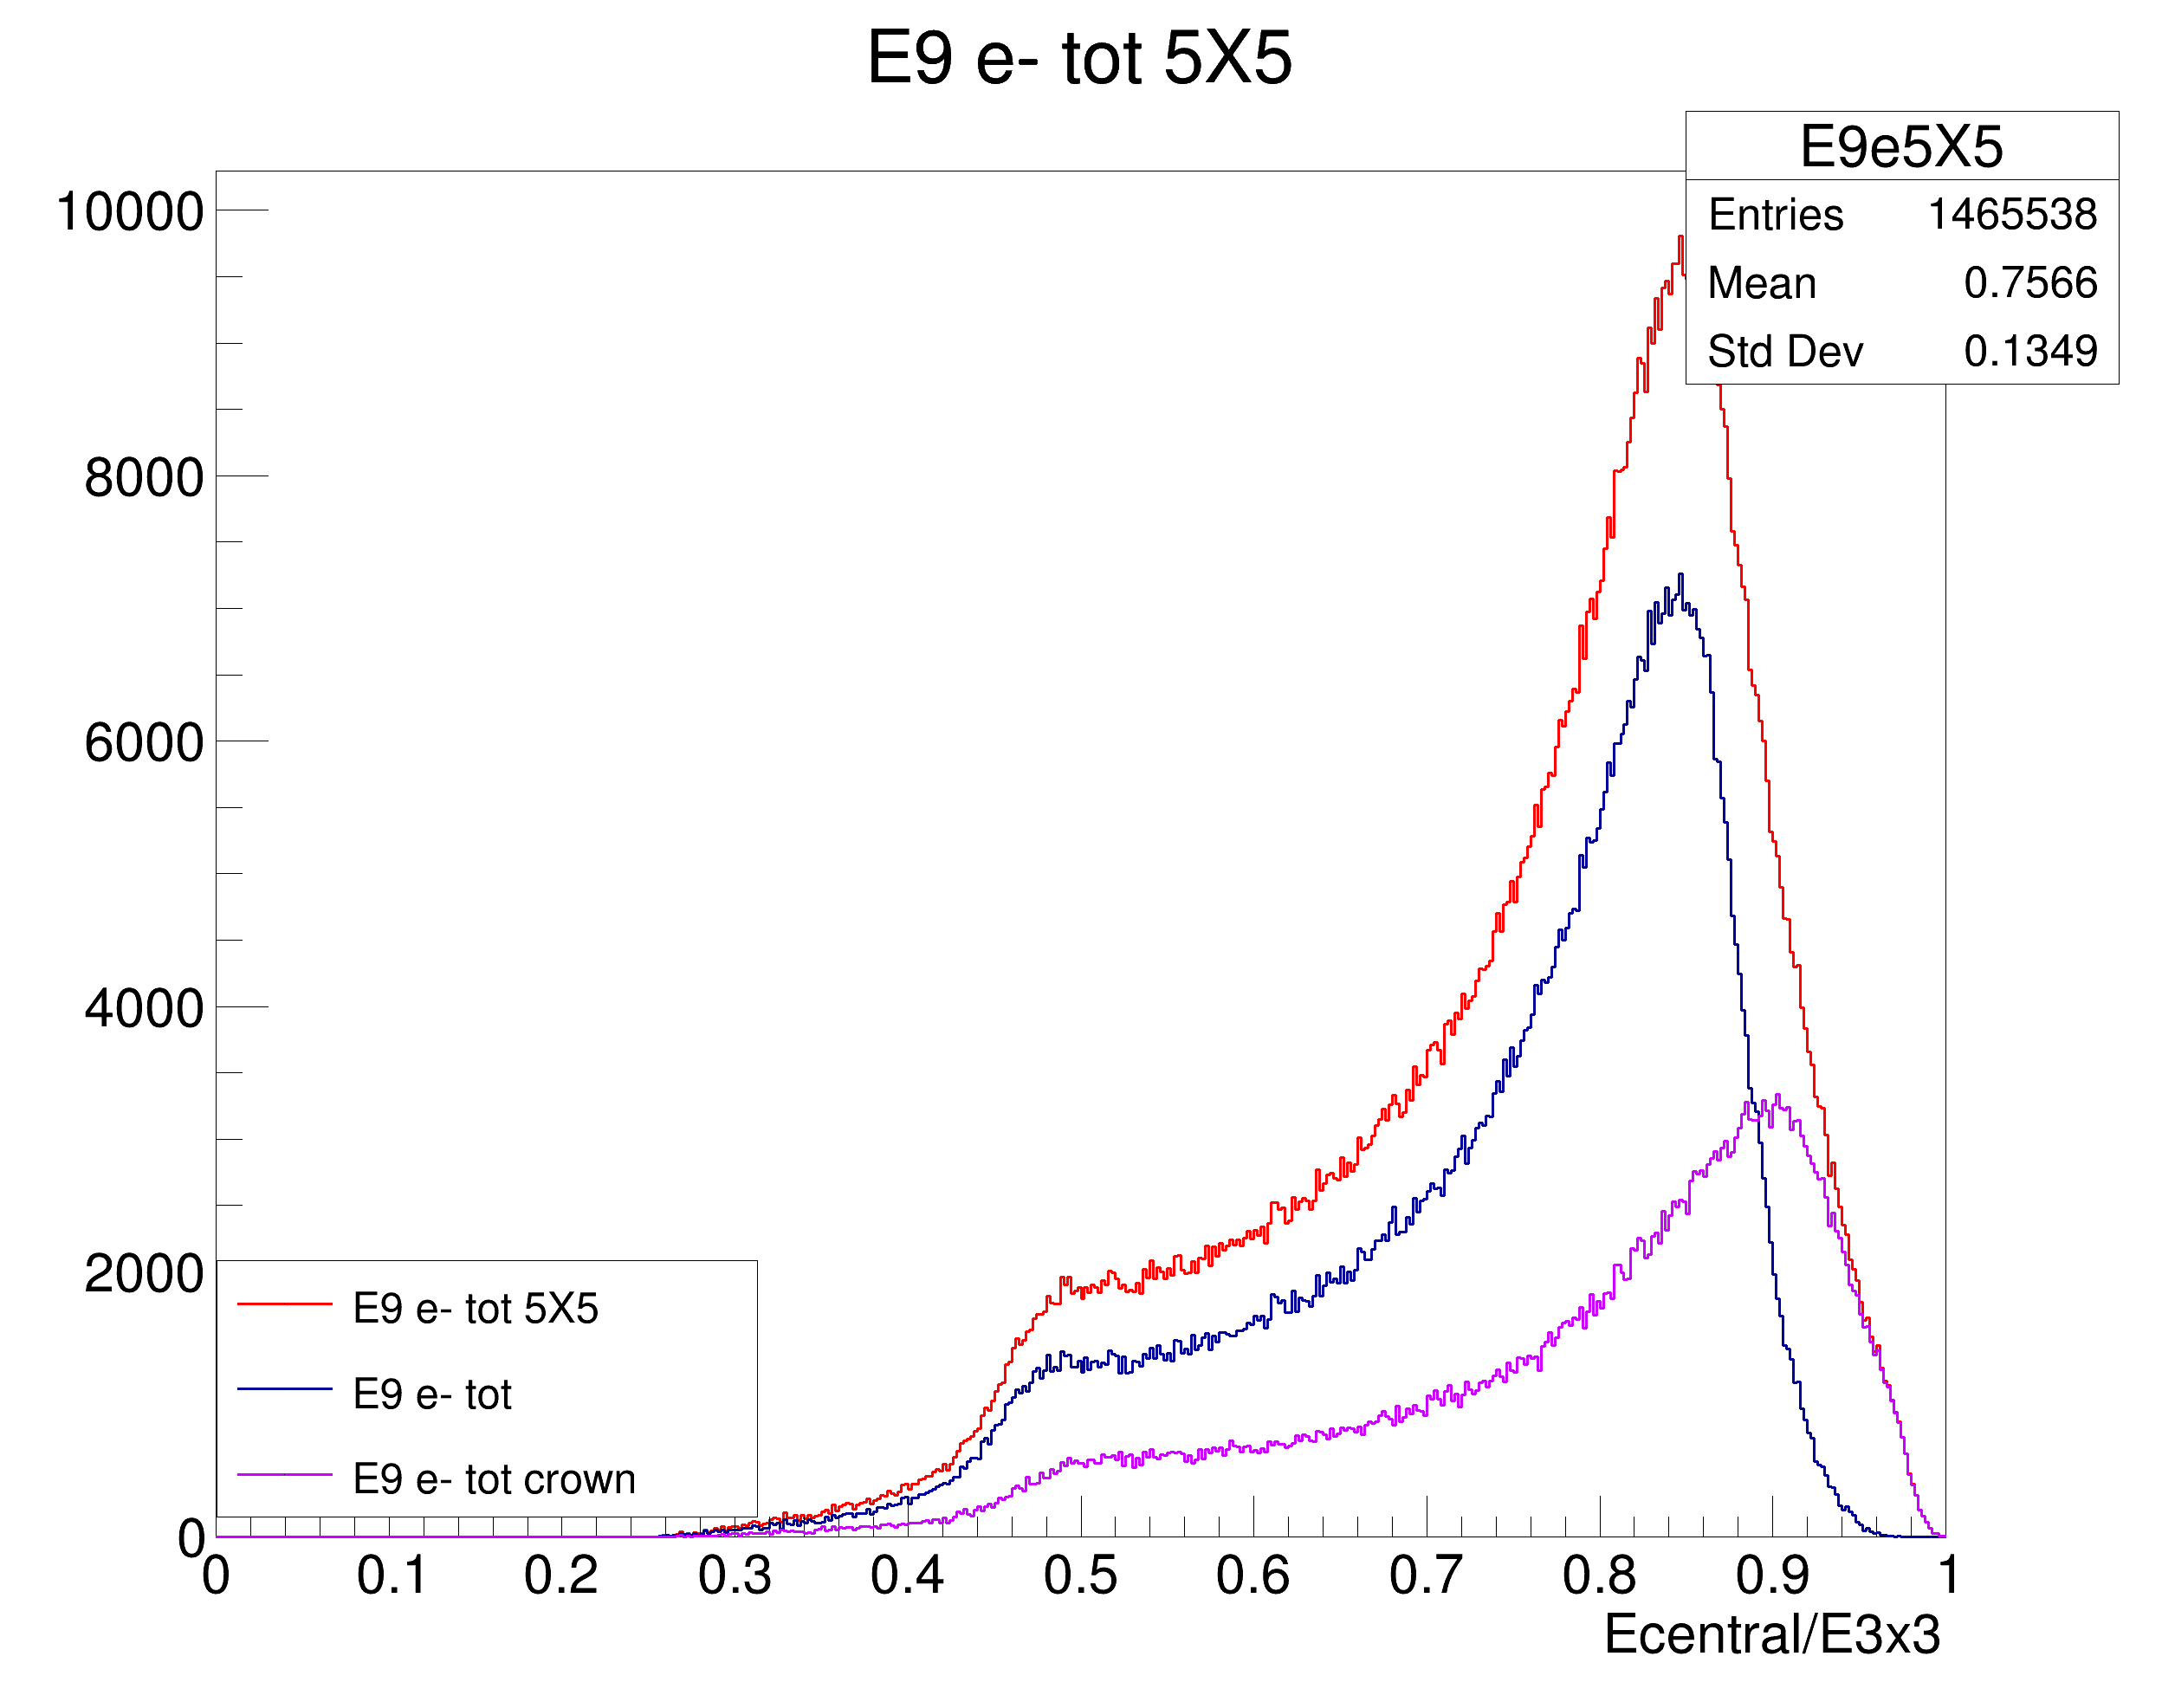 E9 e- tot 5X5
E9e5X5
Entries 1465538
Mean 0.7566
Std Dev 0.1349
10000
8000
6000
4000
2000
0
E9 e- tot 5X5
E9 e- tot
E9 e- tot crown
0 0.1 0.2 0.3 0.4 0.5 0.6 0.7 0.8 0.9 1
Ecentral/E3x3